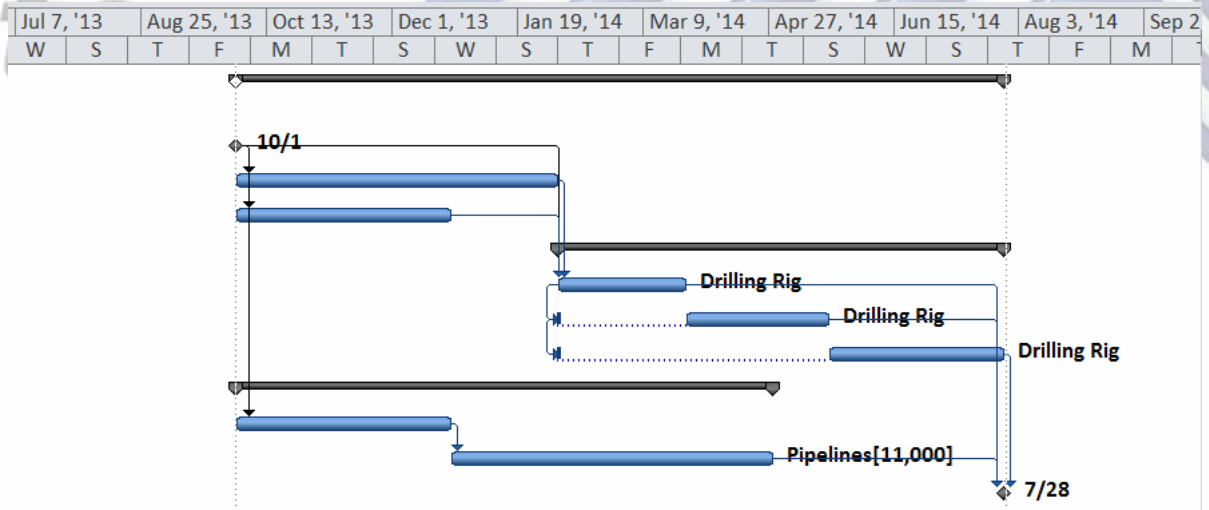 Jul 7, '13 Aug 25, '13 Oct 13, '13 Dec 1, '13 Jan 19, '14 Mar 9, '14 Apr 27, '14 Jun 15, '14 Aug 3, '14 Sep 2
W S T F M T S W S T F M T S W S T F M
10/1
Drilling Rig
Drilling Rig
Drilling Rig
Pipelines[11,000]
7/28